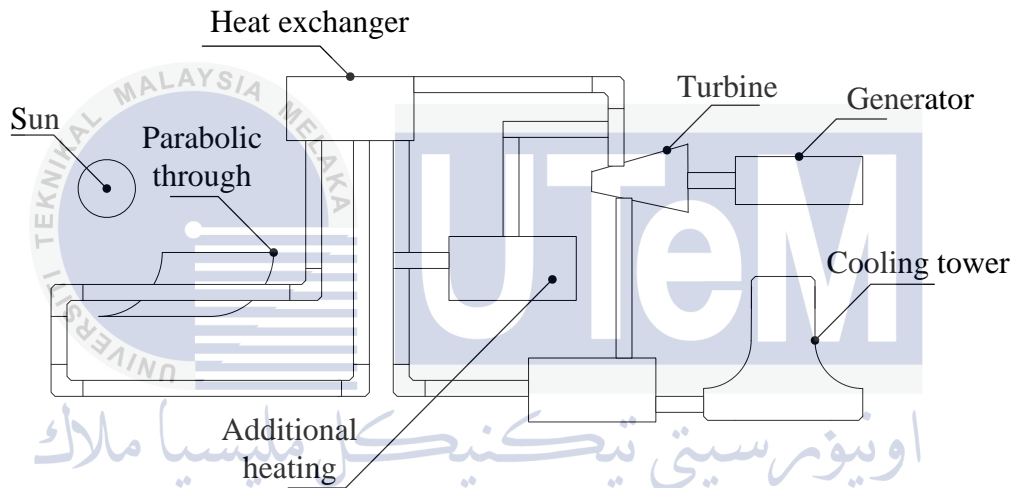 Heat exchanger
Sun
Parabolic
through
Turbine
Generator
Cooling tower
Additional
heating
UNIVERSITI TEKNIKAL MALAYSIA MELAKA
UTeM
اونيۏرسيتي تيكنيكل مليسيا ملاك